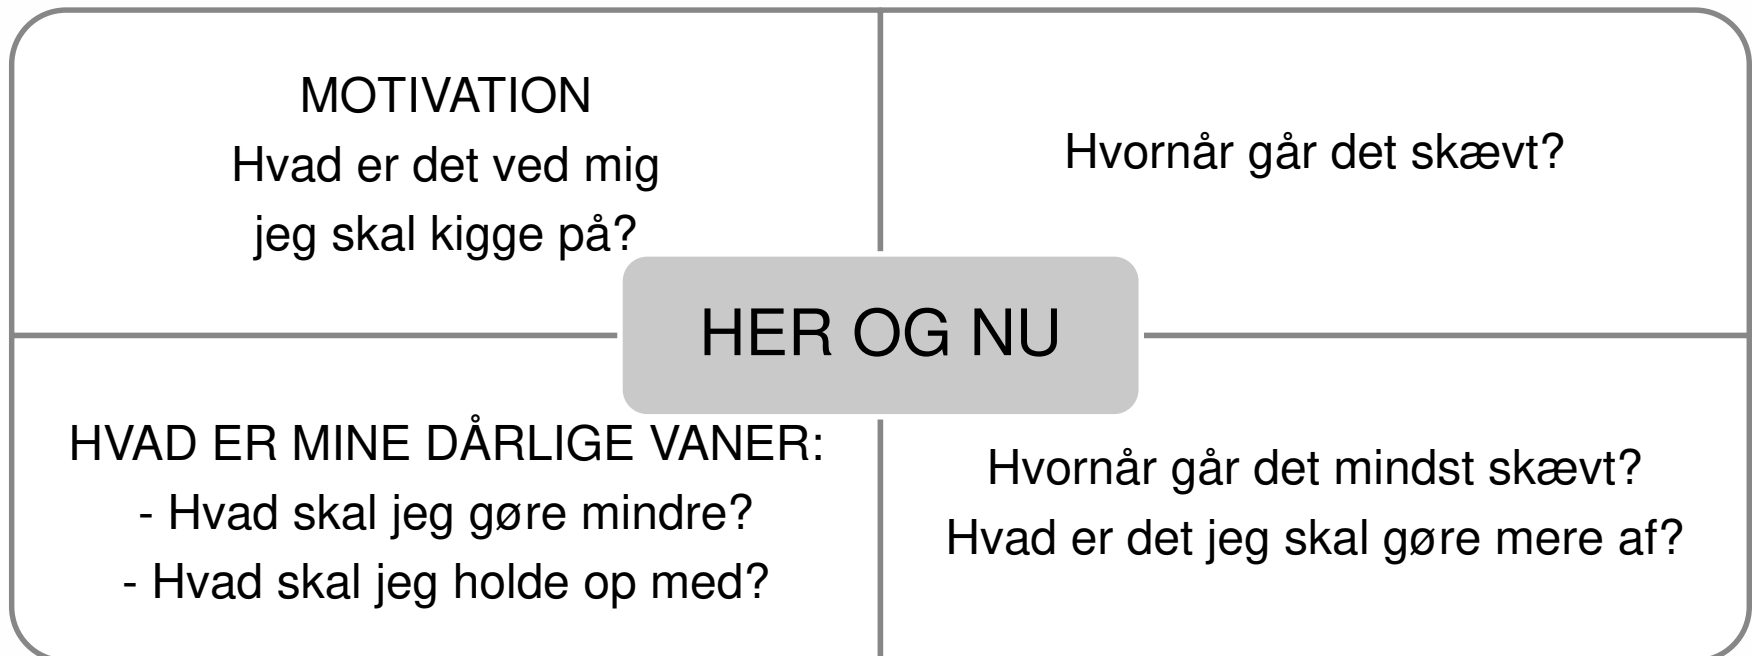 MOTIVATION
Hvad er det ved mig
jeg skal kigge på?
Hvornår går det skævt?
HER OG NU
HVAD ER MINE DÅRLIGE VANER:
- Hvad skal jeg gøre mindre?
- Hvad skal jeg holde op med?
Hvornår går det mindst skævt?
Hvad er det jeg skal gøre mere af?